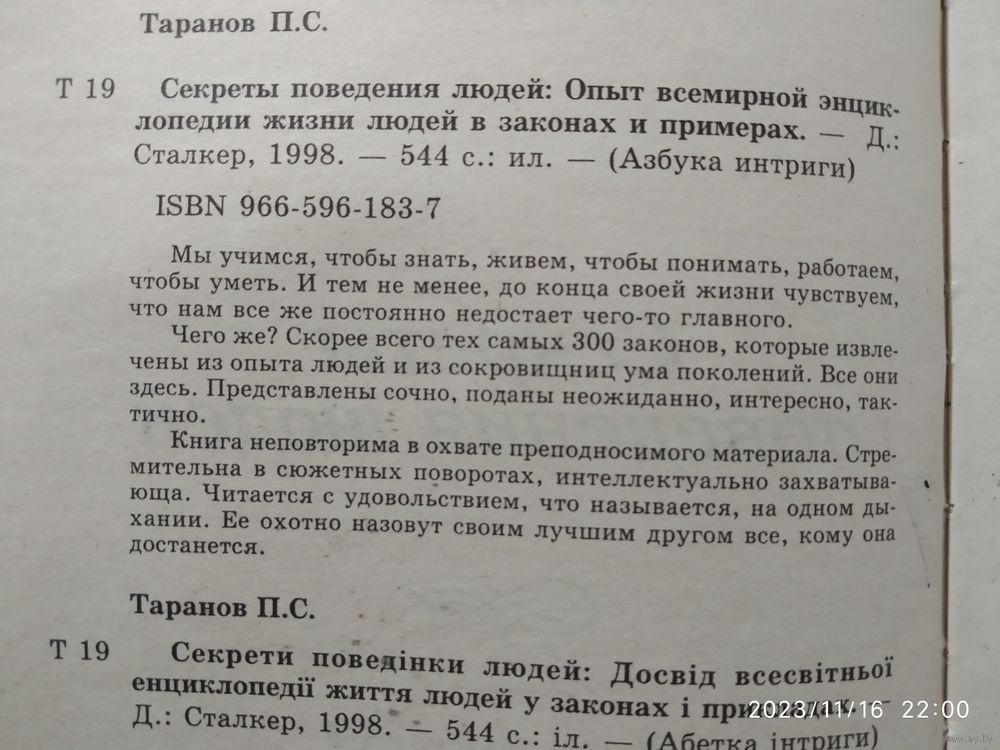 Таранов П.С.
Т 19 Секреты поведения людей: Опыт всемирной энцик-
лопедии жизни людей в законах и примерах. — Д.:
Сталкер, 1998. — 544 с.: ил. — (Азбука интриги)
ISBN 966-596-183-7
Мы учимся, чтобы знать, живем, чтобы понимать, работаем,
чтобы уметь. И тем не менее, до конца своей жизни чувствуем,
что нам все же постоянно недостает чего-то главного.
Чего же? Скорее всего тех самых 300 законов, которые извле-
чены из опыта людей и из сокровищниц ума поколений. Все они
здесь. Представлены сочно, поданы неожиданно, интересно, так-
тично.
Книга неповторима в охвате преподносимого материала. Стре-
мительна в сюжетных поворотах, интеллектуально захватыва-
юща. Читается с удовольствием, что называется, на одном ды-
хании. Ее охотно назовут своим лучшим другом все, кому она
достанется.
Таранов П.С.
Т 19 Секрети поведінки людей: Досвід всесвітньої
енциклопедії життя людей у законах і —
Д.: Сталкер, 1998. — 544 с.: іл. — (Абетка інтриги)
2023/11/16 22:00
www.ay.by